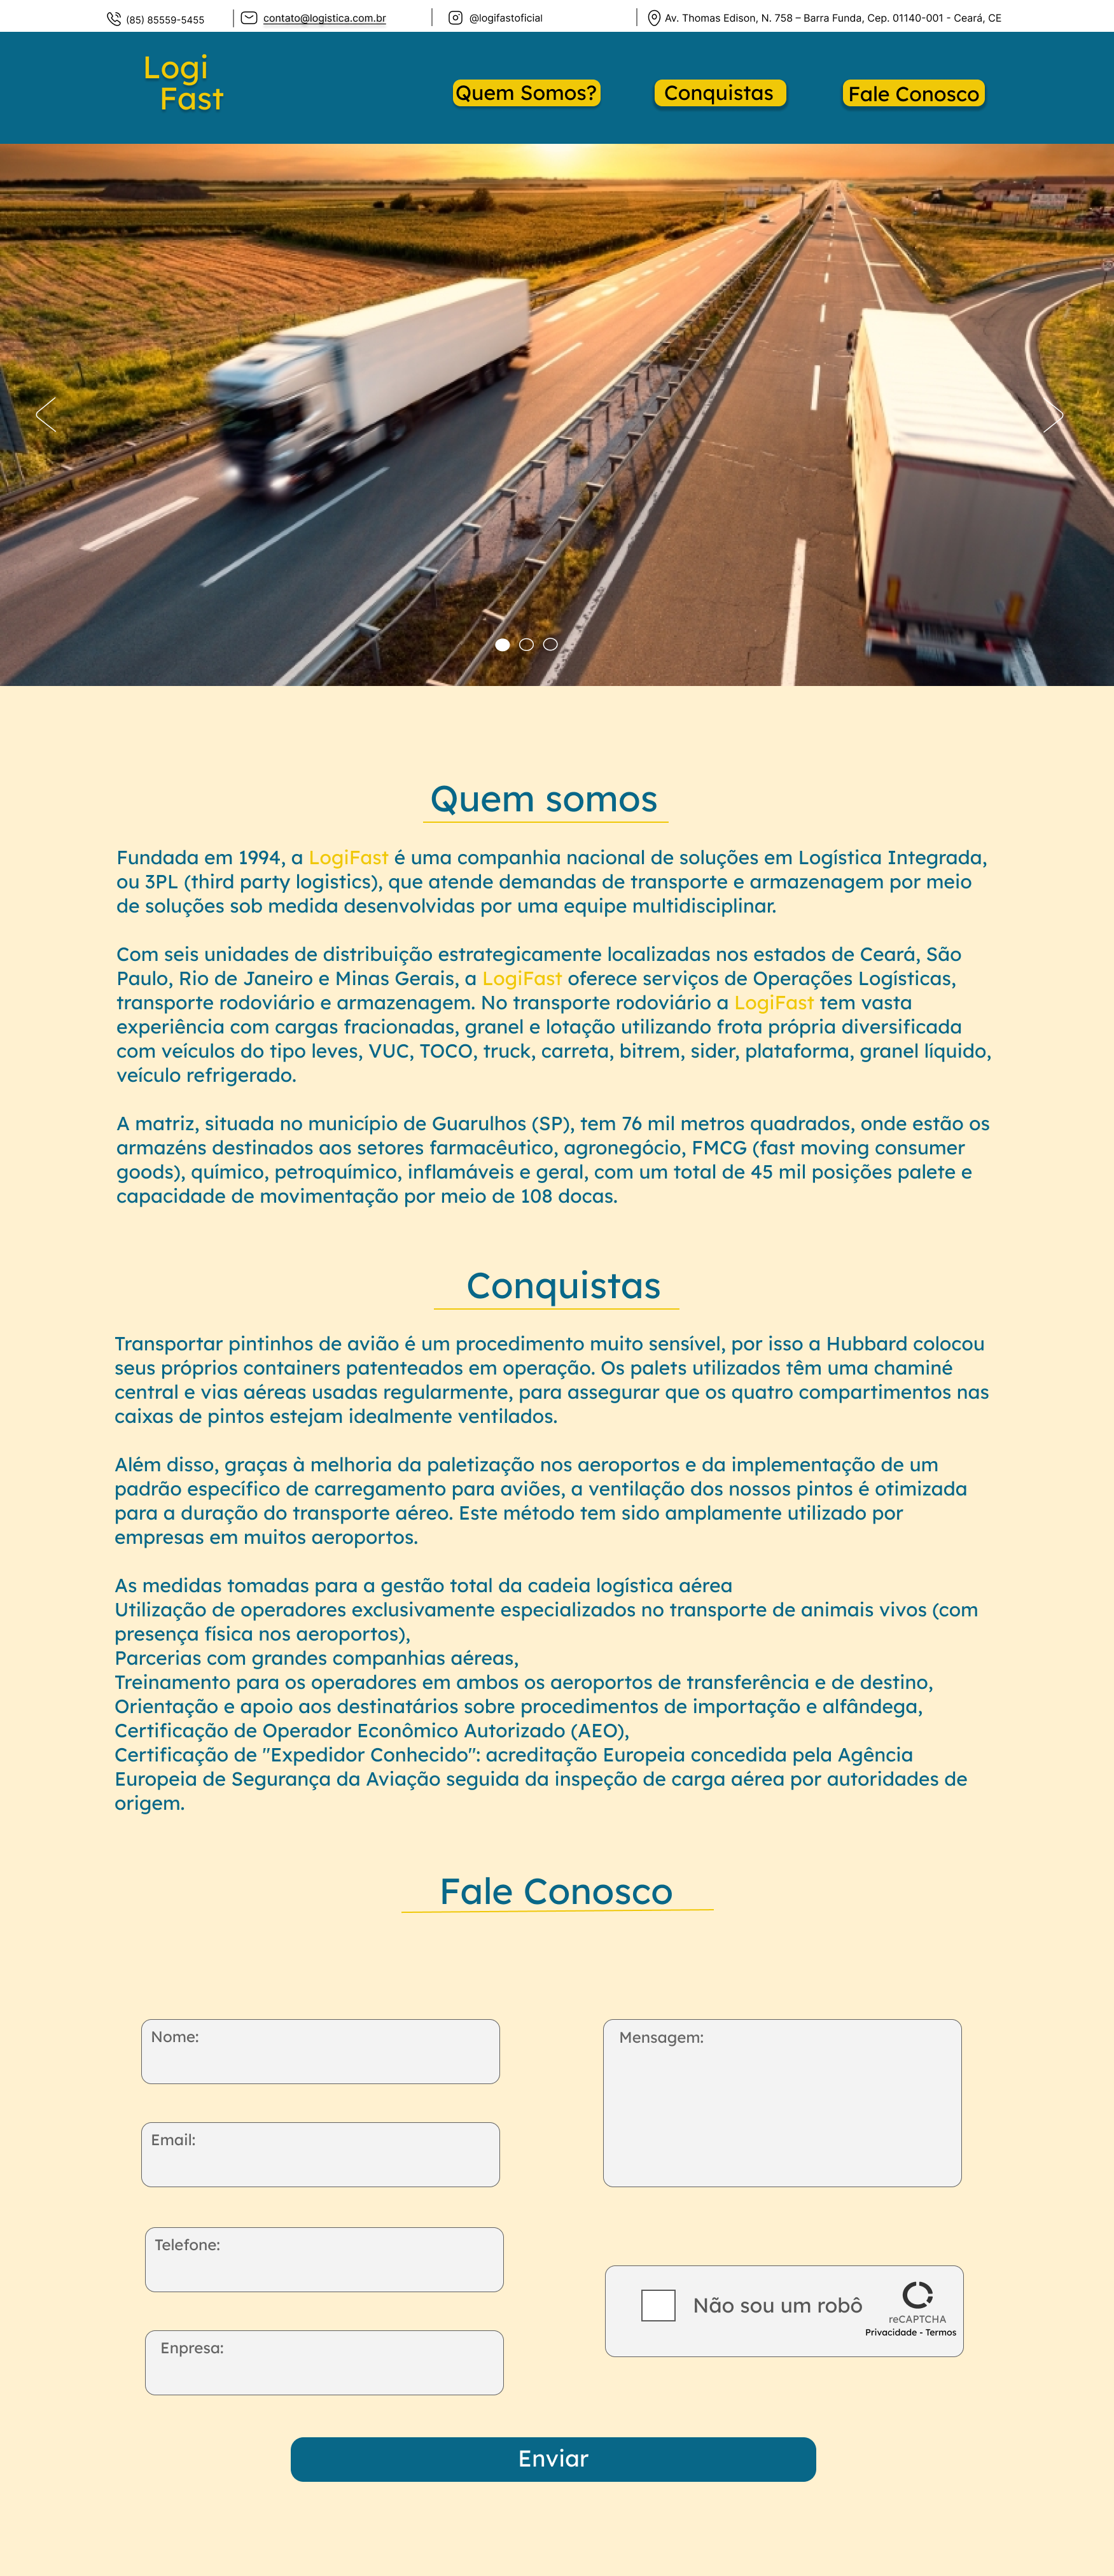 (85) 85559-5455
contato@logistica.com.br
@logifastoficial
Av. Thomas Edison, N. 758 – Barra Funda, Cep. 01140-001 - Ceará, CE
Logi
Fast
Quem Somos?
Conquistas
Fale Conosco
Quem somos
Fundada em 1994, a LogiFast é uma companhia nacional de soluções em Logística Integrada,
ou 3PL (third party logistics), que atende demandas de transporte e armazenagem por meio
de soluções sob medida desenvolvidas por uma equipe multidisciplinar.
Com seis unidades de distribuição estrategicamente localizadas nos estados de Ceará, São
Paulo, Rio de Janeiro e Minas Gerais, a LogiFast oferece serviços de Operações Logísticas,
transporte rodoviário e armazenagem. No transporte rodoviário a LogiFast tem vasta
experiência com cargas fracionadas, granel e lotação utilizando frota própria diversificada
com veículos do tipo leves, VUC, TOCO, truck, carreta, bitrem, sider, plataforma, granel líquido,
veículo refrigerado.
A matriz, situada no município de Guarulhos (SP), tem 76 mil metros quadrados, onde estão os
armazéns destinados aos setores farmacêutico, agronegócio, FMCG (fast moving consumer
goods), químico, petroquímico, inflamáveis e geral, com um total de 45 mil posições palete e
capacidade de movimentação por meio de 108 docas.
Conquistas
Transportar pintinhos de avião é um procedimento muito sensível, por isso a Hubbard colocou
seus próprios containers patenteados em operação. Os palets utilizados têm uma chaminé
central e vias aéreas usadas regularmente, para assegurar que os quatro compartimentos nas
caixas de pintos estejam idealmente ventilados.
Além disso, graças à melhoria da paletização nos aeroportos e da implementação de um
padrão específico de carregamento para aviões, a ventilação dos nossos pintos é otimizada
para a duração do transporte aéreo. Este método tem sido amplamente utilizado por
empresas em muitos aeroportos.
As medidas tomadas para a gestão total da cadeia logística aérea
Utilização de operadores exclusivamente especializados no transporte de animais vivos (com
presença física nos aeroportos),
Parcerias com grandes companhias aéreas,
Treinamento para os operadores em ambos os aeroportos de transferência e de destino,
Orientação e apoio aos destinatários sobre procedimentos de importação e alfândega,
Certificação de Operador Econômico Autorizado (AEO),
Certificação de "Expedidor Conhecido": acreditação Europeia concedida pela Agência
Europeia de Segurança da Aviação seguida da inspeção de carga aérea por autoridades de
origem.
Fale Conosco
Nome:
Mensagem:
Email:
Telefone:
Não sou um robô
reCAPTCHA
Privacidade - Termos
Enpresa:
Enviar